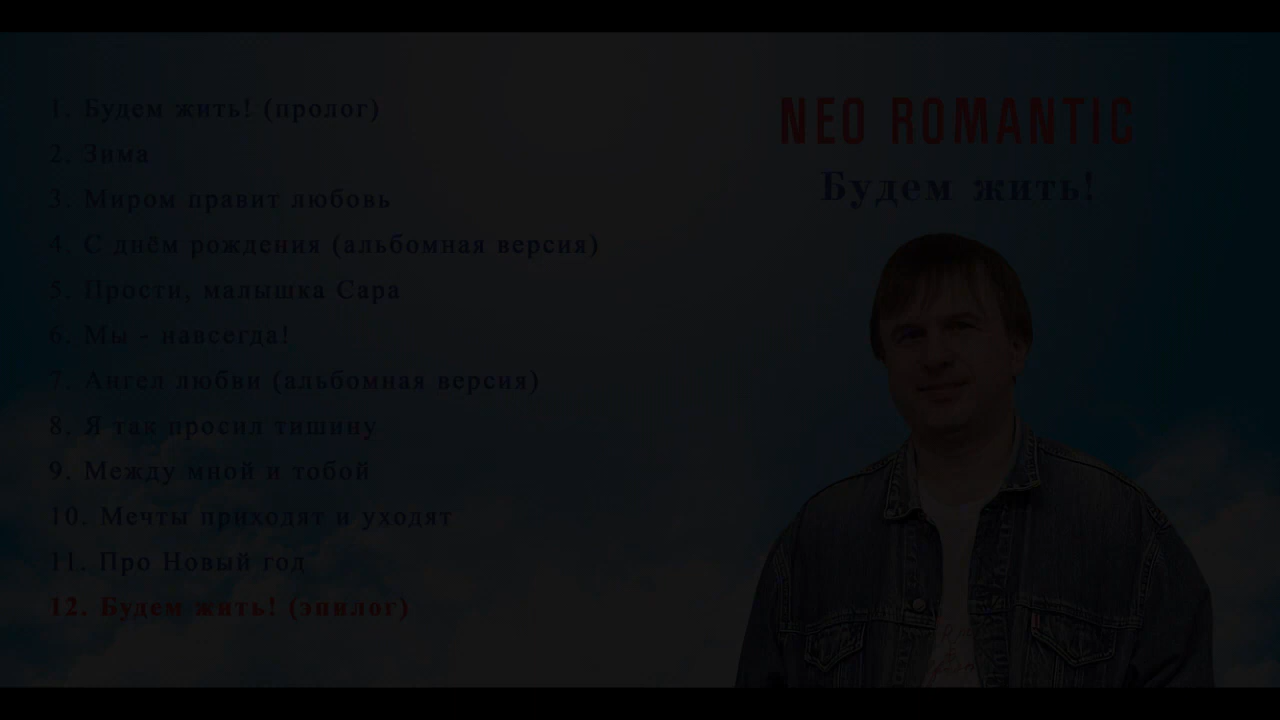 1. Будем жить! (пролог)
2. Зима
3. Миром правит любовь
4. С днём рождения (альбомная версия)
5. Прости, малышка Сара
6. Мы - навсегда!
7. Ангел любви (альбомная версия)
8. Я так просил тишину
9. Между мной и тобой
10. Мечты приходят и уходят
11. Про Новый год
12. Будем жить! (эпилог)
NEO ROMANTIC
Будем жить!